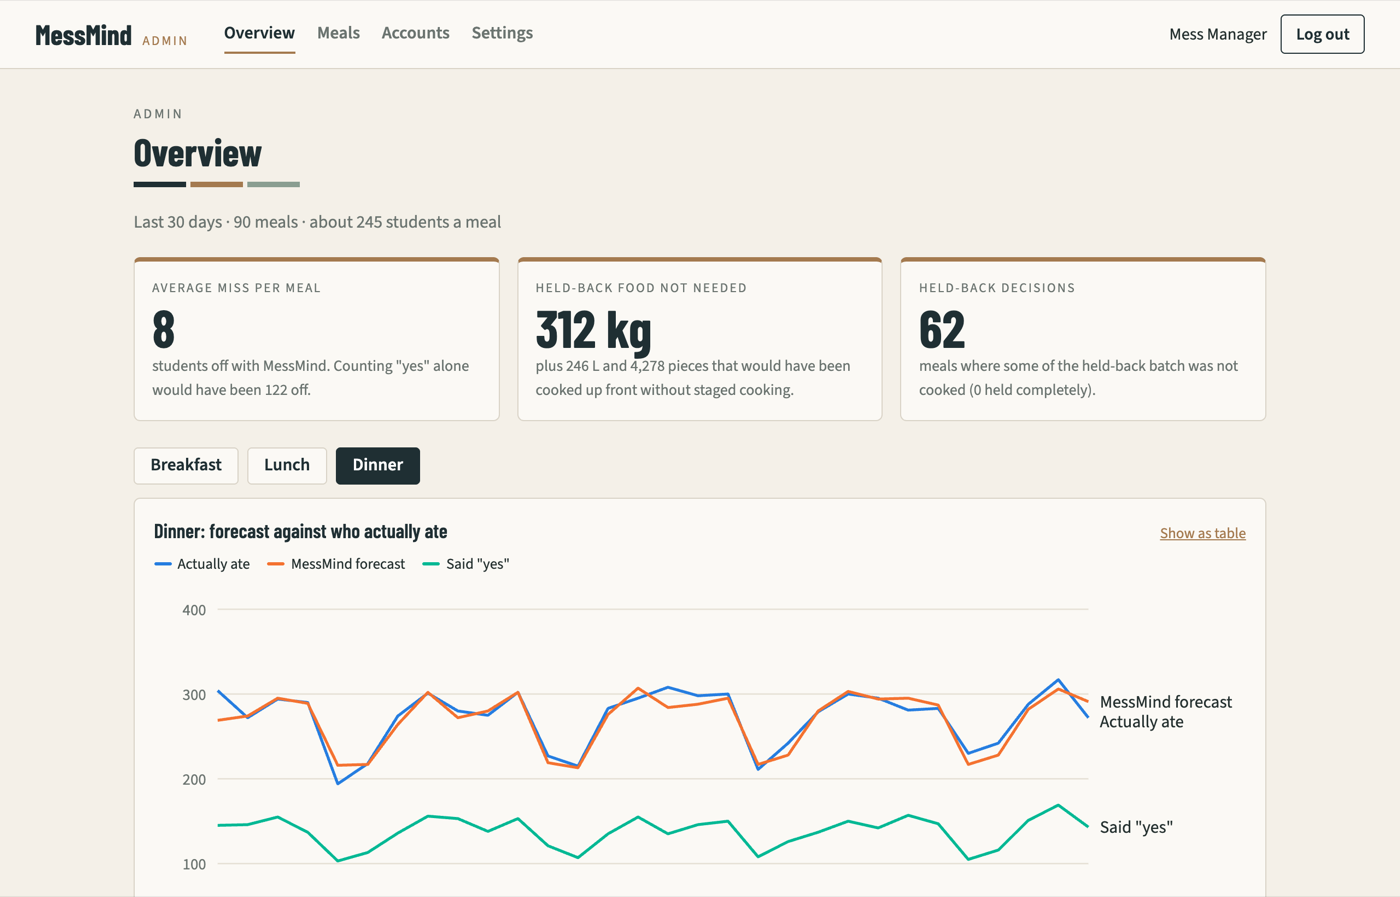 MessMind ADMIN Overview Meals Accounts Settings Mess Manager Log out
ADMIN
Overview
Last 30 days · 90 meals · about 245 students a meal
AVERAGE MISS PER MEAL
8
students off with MessMind. Counting "yes" alone
would have been 122 off.
HELD-BACK FOOD NOT NEEDED
312 kg
plus 246 L and 4,278 pieces that would have been
cooked up front without staged cooking.
HELD-BACK DECISIONS
62
meals where some of the held-back batch was not
cooked (0 held completely).
Breakfast Lunch Dinner
Dinner: forecast against who actually ate
Show as table
Actually ate MessMind forecast Said "yes"
400
300
MessMind forecast
Actually ate
200
Said "yes"
100